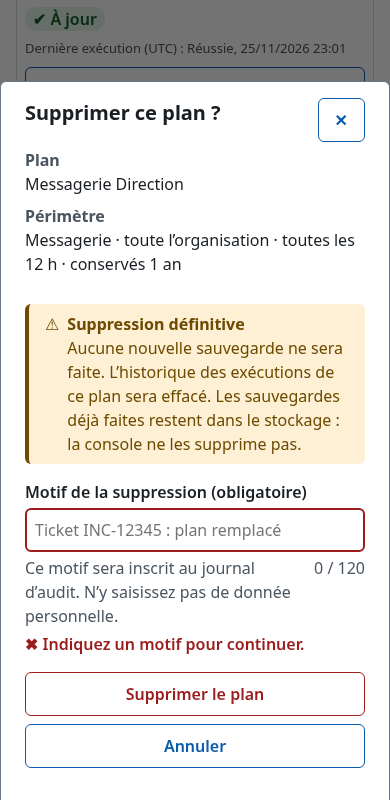 ✔ À jour
Dernière exécution (UTC) : Réussie, 25/11/2026 23:01
Supprimer ce plan ?
×
Plan
Messagerie Direction
Périmètre
Messagerie · toute l’organisation · toutes les
12 h · conservés 1 an
⚠ Suppression définitive
Aucune nouvelle sauvegarde ne sera
faite. L’historique des exécutions de
ce plan sera effacé. Les sauvegardes
déjà faites restent dans le stockage :
la console ne les supprime pas.
Motif de la suppression (obligatoire)
Ticket INC-12345 : plan remplacé
Ce motif sera inscrit au journal 0 / 120
d’audit. N’y saisissez pas de donnée
personnelle.
✖ Indiquez un motif pour continuer.
Supprimer le plan
Annuler